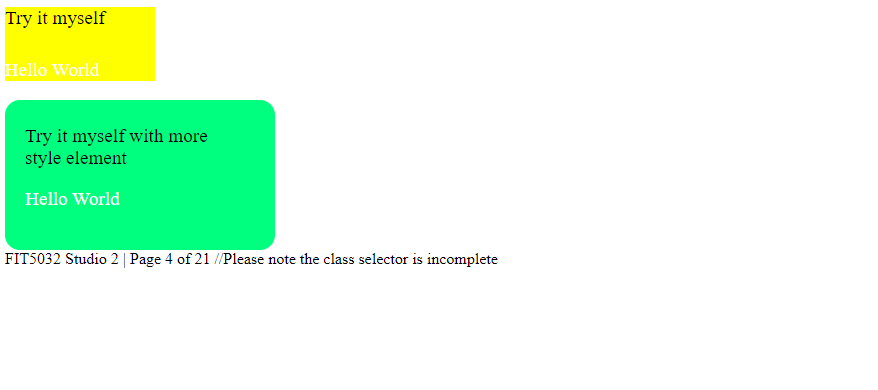 Try it myself
Hello World
Try it myself with more
style element
Hello World
FIT5032 Studio 2 | Page 4 of 21 //Please note the class selector is incomplete